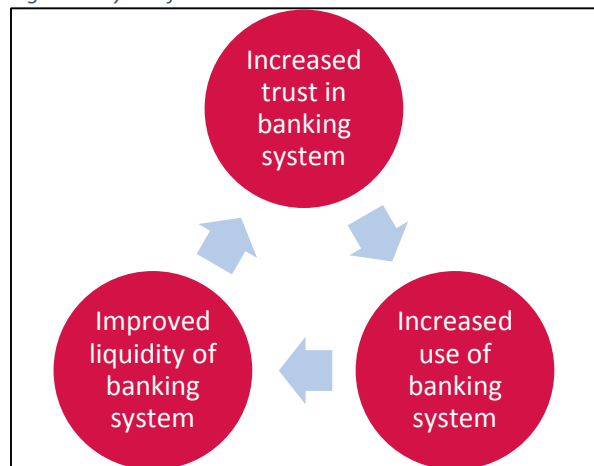 Increased
trust in
banking
system
Increased
use of
banking
system
Improved
liquidity of
banking
system